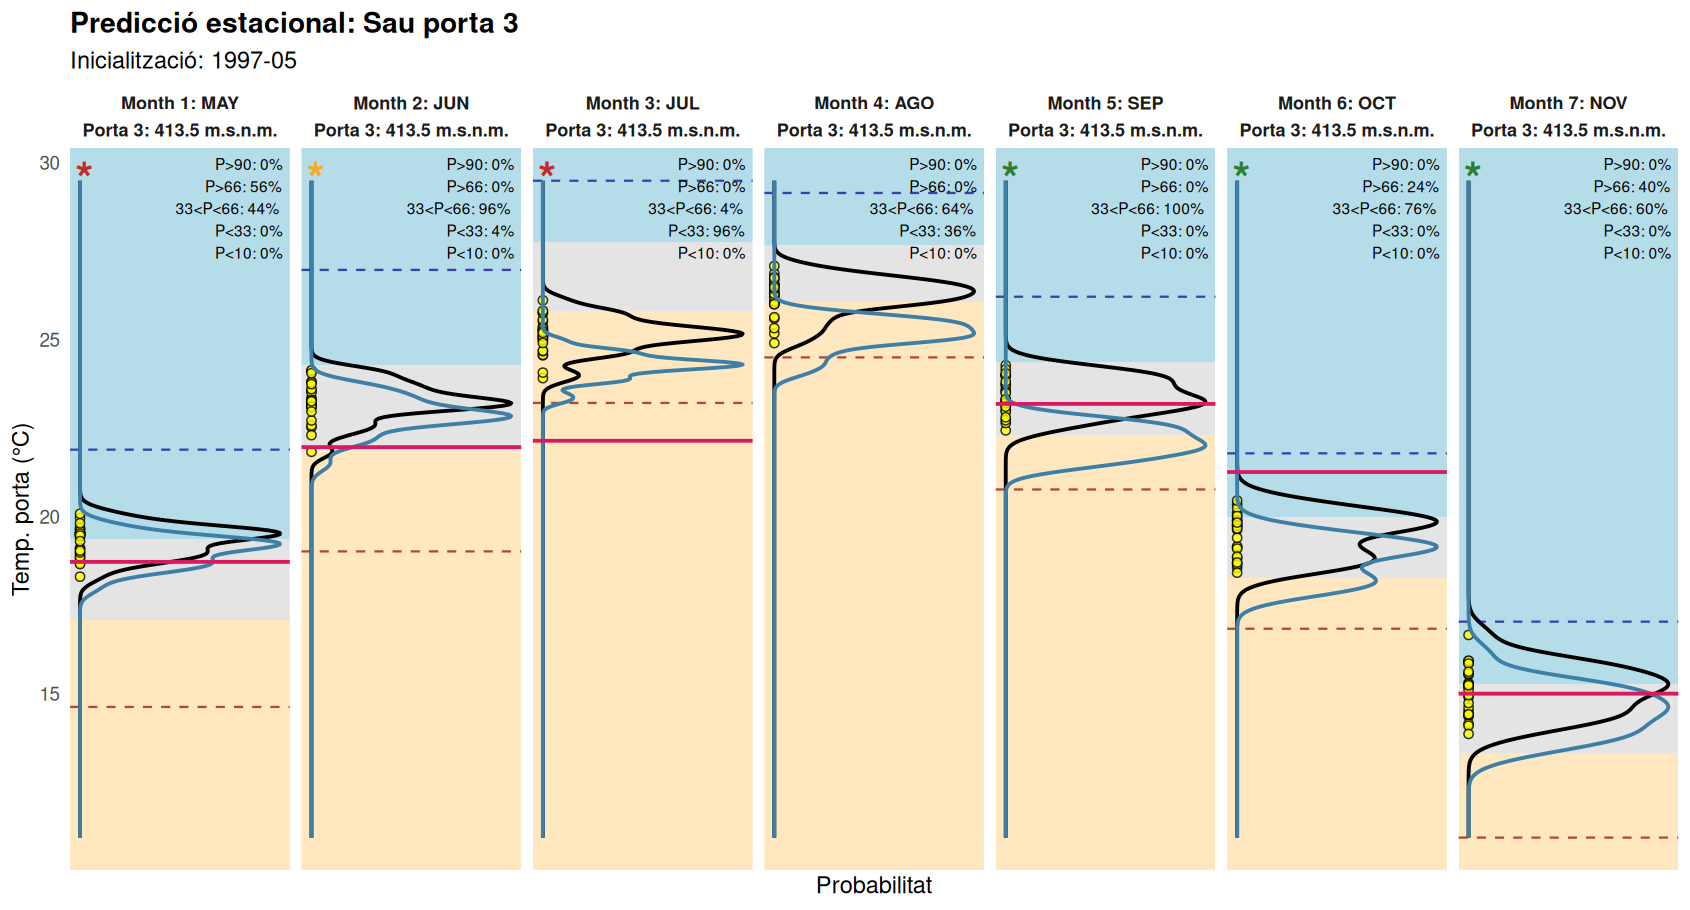 Predicció estacional: Sau porta 3
Inicialització: 1997-05
Month 1: MAY
Porta 3: 413.5 m.s.n.m.
Month 2: JUN
Porta 3: 413.5 m.s.n.m.
Month 3: JUL
Porta 3: 413.5 m.s.n.m.
Month 4: AGO
Porta 3: 413.5 m.s.n.m.
Month 5: SEP
Porta 3: 413.5 m.s.n.m.
Month 6: OCT
Porta 3: 413.5 m.s.n.m.
Month 7: NOV
Porta 3: 413.5 m.s.n.m.
Temp. porta (°C)
30
25
20
15
*
P>90: 0%
P>66: 56%
33<P<66: 44%
P<33: 0%
P<10: 0%
*
P>90: 0%
P>66: 0%
33<P<66: 96%
P<33: 4%
P<10: 0%
*
P>90: 0%
P>66: 0%
33<P<66: 4%
P<33: 96%
P<10: 0%
P>90: 0%
P>66: 0%
33<P<66: 64%
P<33: 36%
P<10: 0%
*
P>90: 0%
P>66: 0%
33<P<66: 100%
P<33: 0%
P<10: 0%
*
P>90: 0%
P>66: 24%
33<P<66: 76%
P<33: 0%
P<10: 0%
*
P>90: 0%
P>66: 40%
33<P<66: 60%
P<33: 0%
P<10: 0%
Probabilitat